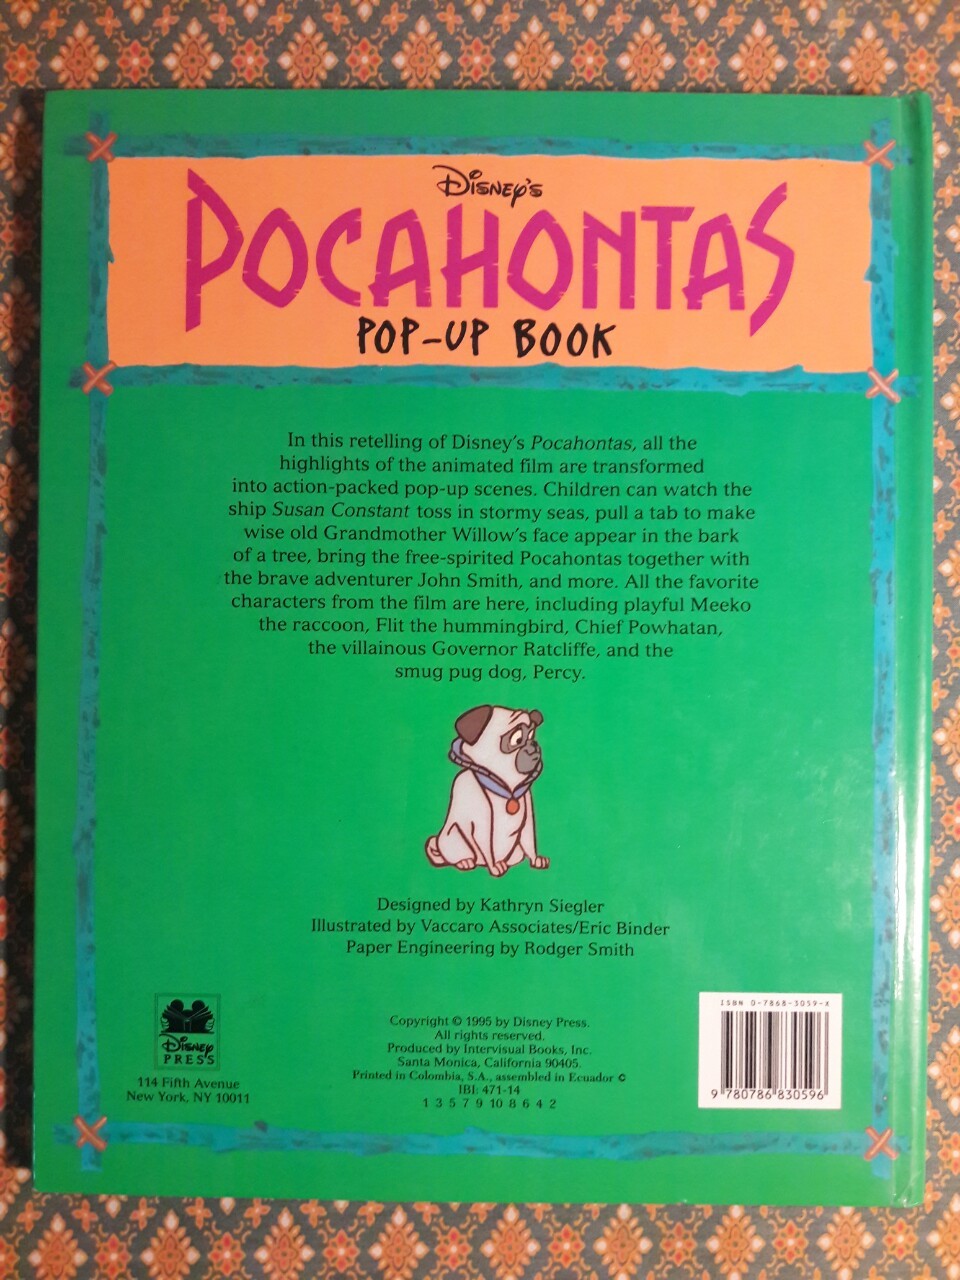 Disney's
POCAHONTAS
POP-UP BOOK
In this retelling of Disney's Pocahontas, all the
highlights of the animated film are transformed
into action-packed pop-up scenes. Children can watch the
ship Susan Constant toss in stormy seas, pull a tab to make
wise old Grandmother Willow's face appear in the bark
of a tree, bring the free-spirited Pocahontas together with
the brave adventurer John Smith, and more. All the favorite
characters from the film are here, including playful Meeko
the raccoon, Flit the hummingbird, Chief Powhatan,
the villainous Governor Ratcliffe, and the
smug pug dog, Percy.
Designed by Kathryn Siegler
Illustrated by Vaccaro Associates/Eric Binder
Paper Engineering by Rodger Smith
Disney
PRESS
114 Fifth Avenue
New York, NY 10011
Copyright © 1995 by Disney Press.
All rights reserved.
Produced by Intervisual Books, Inc.
Santa Monica, California 90405.
Printed in Colombia, S.A., assembled in Ecuador ©
IBI: 471-14
1 3 5 7 9 10 8 6 4 2
ISBN 0-7868-3059-X
9 780786 830596